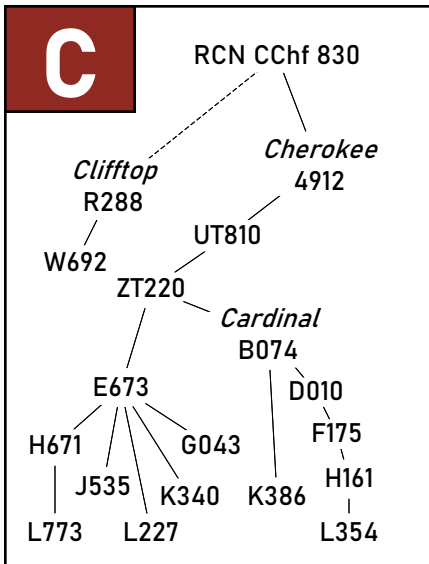 C
RCN CChf 830
Clifftop
R288
Cherokee
4912
W692
UT810
ZT220
Cardinal
B074
E673
D010
H671
G043
F175
J535
K340
K386
H161
L773
L227
L354